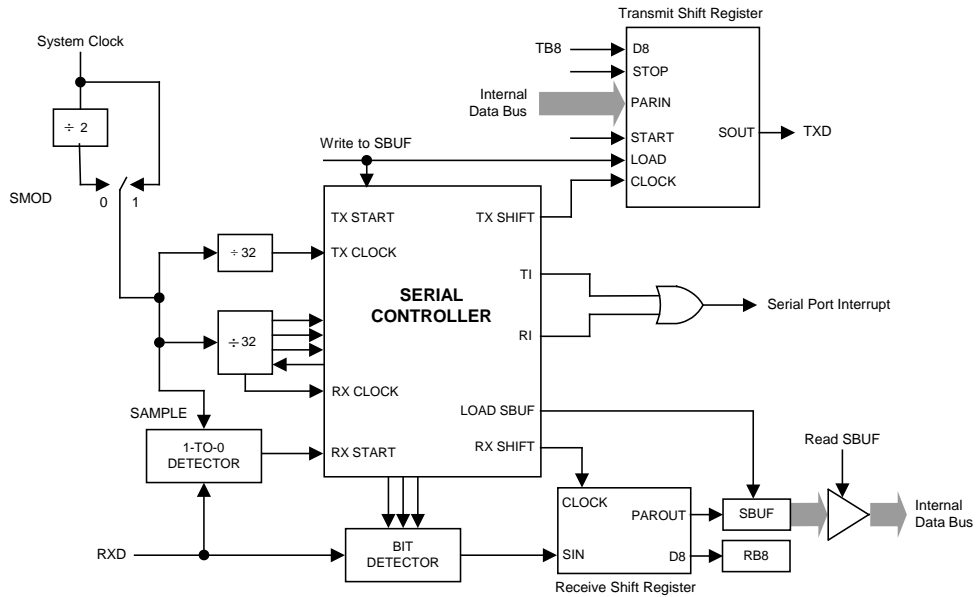 Transmit Shift Register
System Clock
TB8
D8
STOP
Internal
Data Bus
PARIN
÷ 2
START
SOUT
TXD
Write to SBUF
LOAD
CLOCK
SMOD
0
1
TX START
TX SHIFT
÷ 32
TX CLOCK
TI
SERIAL
CONTROLLER
Serial Port Interrupt
÷ 32
RI
RX CLOCK
SAMPLE
LOAD SBUF
1-TO-0
DETECTOR
RX START
RX SHIFT
Read SBUF
CLOCK
PAROUT
SBUF
Internal
Data Bus
RXD
BIT
DETECTOR
SIN
D8
RB8
Receive Shift Register